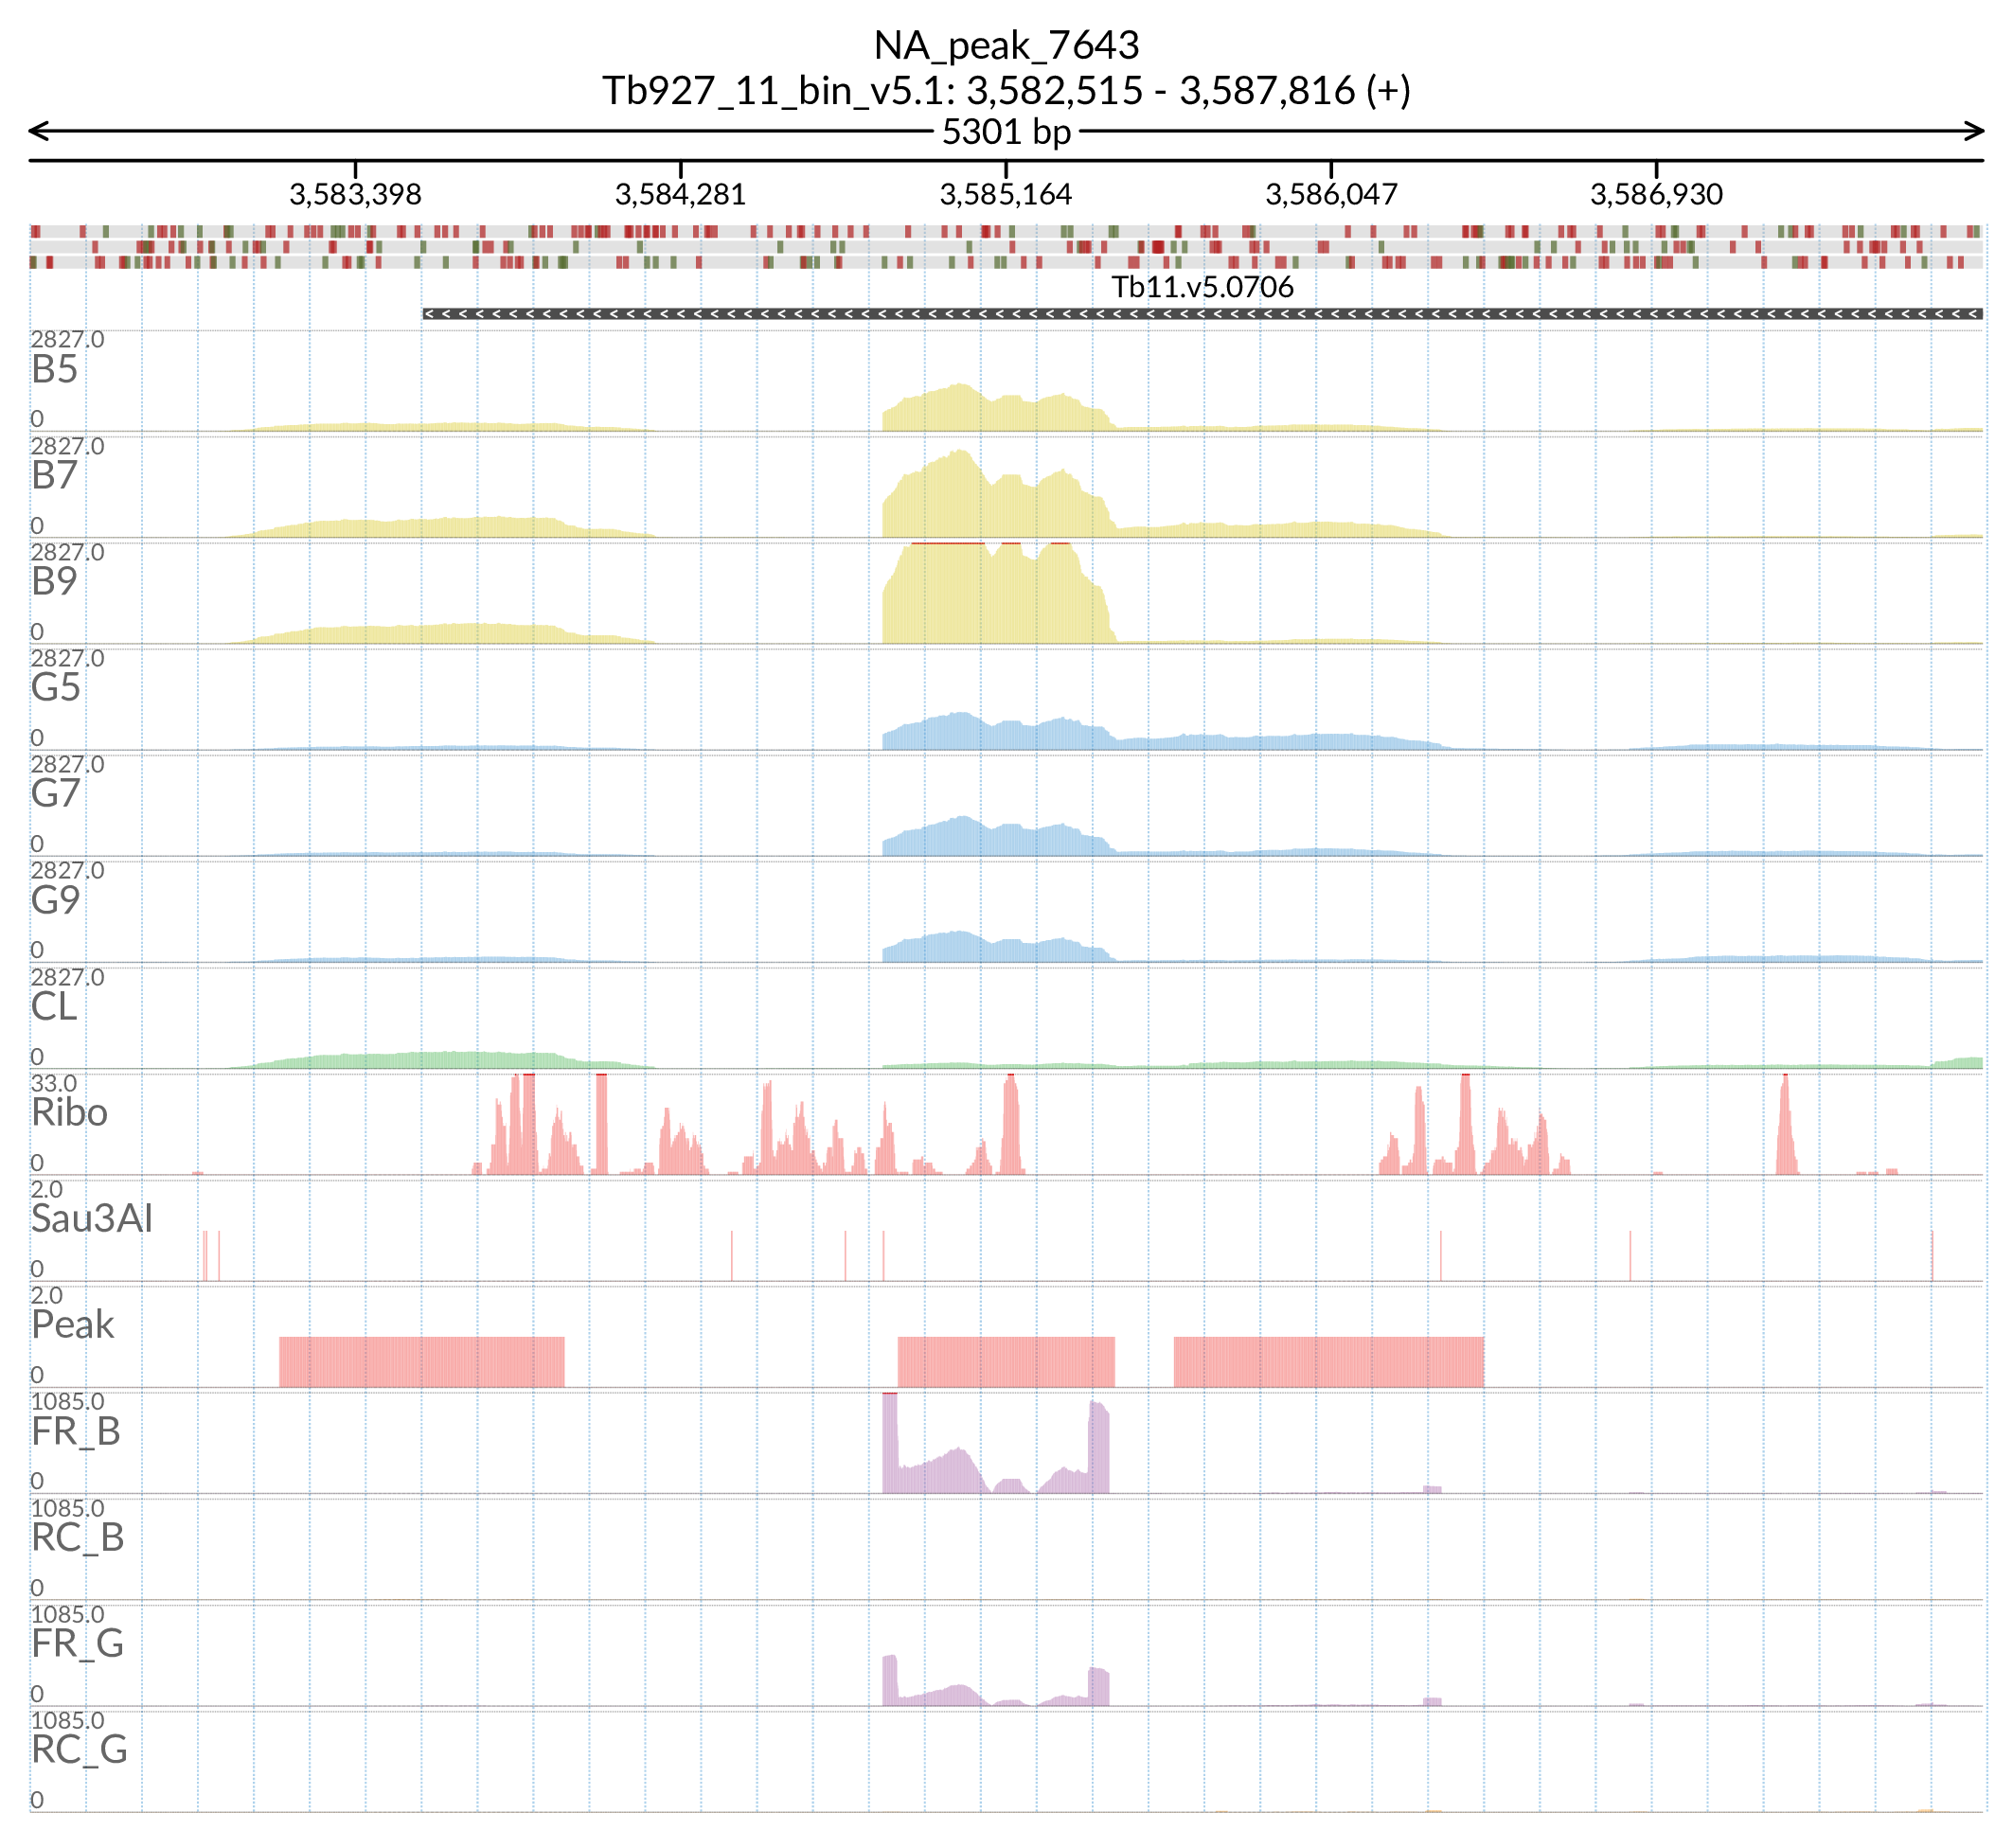 NA_peak_7643
Tb927_11_bin_v5.1: 3,582,515 - 3,587,816 (+)
5301 bp
3,583,398 3,584,281 3,585,164 3,586,047 3,586,930
Tb11.v5.0706
2827.0
B5
0
2827.0
B7
0
2827.0
B9
0
2827.0
G5
0
2827.0
G7
0
2827.0
G9
0
2827.0
CL
0
33.0
Ribo
0
2.0
Sau3AI
0
2.0
Peak
0
1085.0
FR_B
0
1085.0
RC_B
0
1085.0
FR_G
0
1085.0
RC_G
0